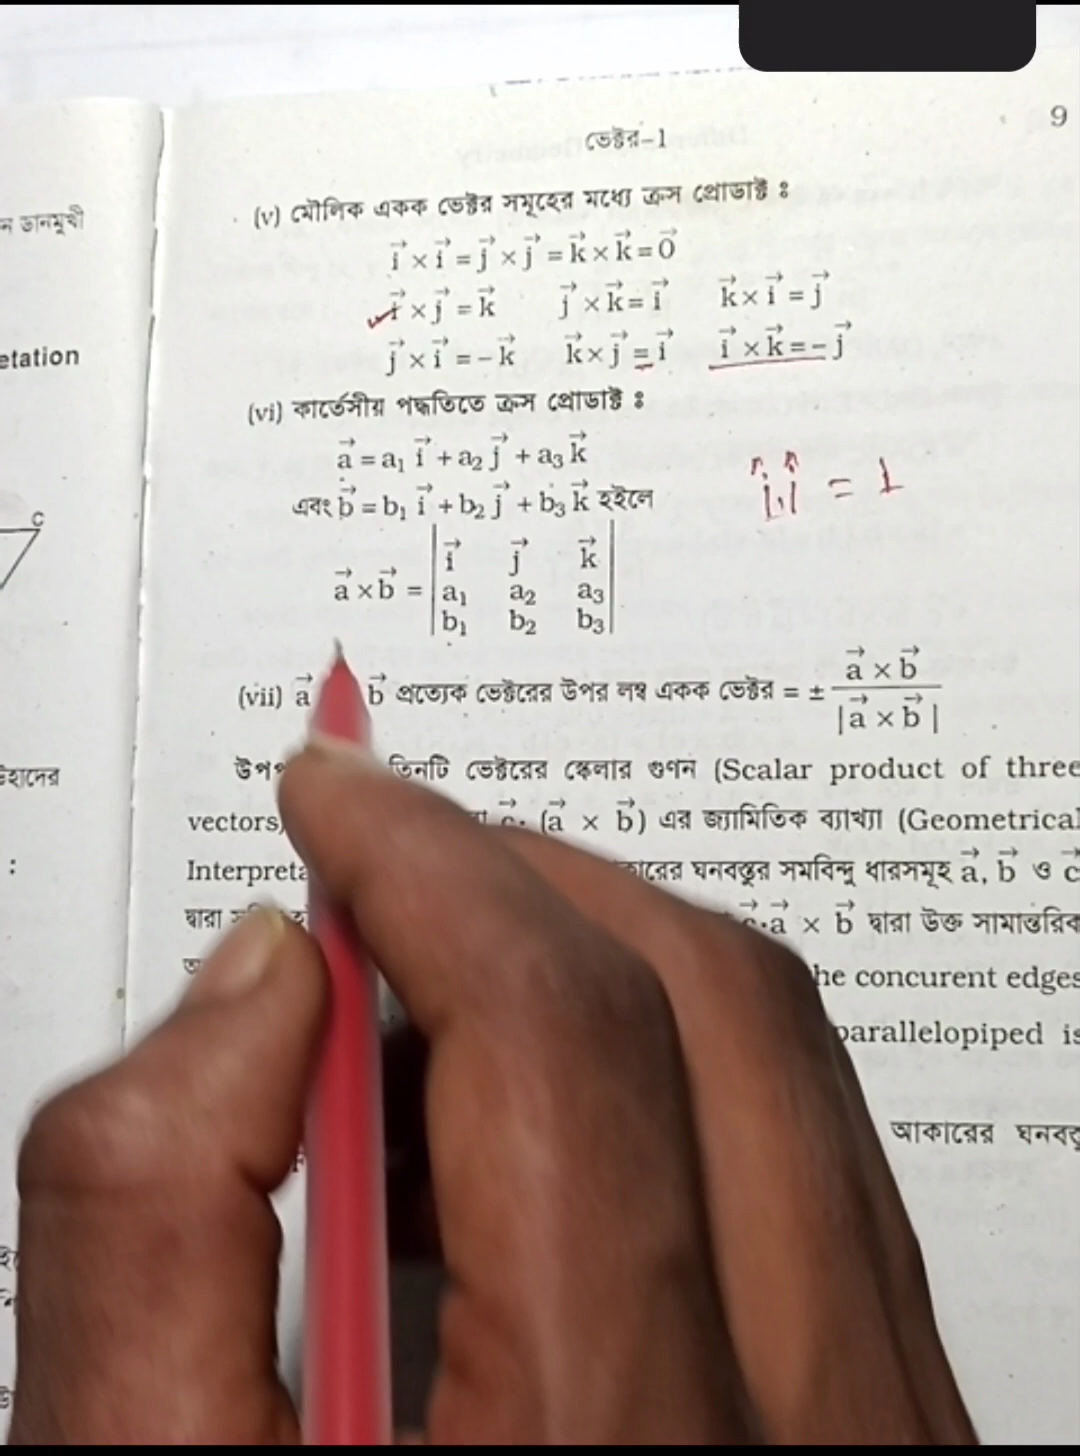 9
ভেক্টর-1
ন ডানমুখী
(v) মৌলিক একক ভেক্টর সমূহের মধ্যে ক্রস প্রোডাক্ট ঃ
i⃗ × i⃗ = j⃗ × j⃗ = k⃗ × k⃗ = 0⃗
i⃗ × j⃗ = k⃗ j⃗ × k⃗ = i⃗ k⃗ × i⃗ = j⃗
etation
j⃗ × i⃗ = – k⃗ k⃗ × j⃗ = i⃗ i⃗ × k⃗ = – j⃗
(vi) কার্তেসীয় পদ্ধতিতে ক্রস প্রোডাক্ট ঃ
a⃗ = a₁ i⃗ + a₂ j⃗ + a₃ k⃗
î.î = 1
এবং b⃗ = b₁ i⃗ + b₂ j⃗ + b₃ k⃗ হইলে
C
i⃗ j⃗ k⃗
a⃗ × b⃗ = | a₁ a₂ a₃ |
b₁ b₂ b₃
(vii) a⃗ b⃗ প্রত্যেক ভেক্টরের উপর লম্ব একক ভেক্টর = ± a⃗ × b⃗ / |a⃗ × b⃗|
তিনটি ভেক্টরের স্কেলার গুণন (Scalar product of three
vectors) c⃗. (a⃗ × b⃗) এর জ্যামিতিক ব্যাখ্যা (Geometrical
:
Interpreta কারের ঘনবস্তুর সমবিন্দু ধারসমূহ a⃗, b⃗ ও c⃗
দ্বারা c⃗.a⃗ × b⃗ দ্বারা উক্ত সামান্তরিক
he concurent edges
parallelopiped is
আকারের ঘনবস্তু